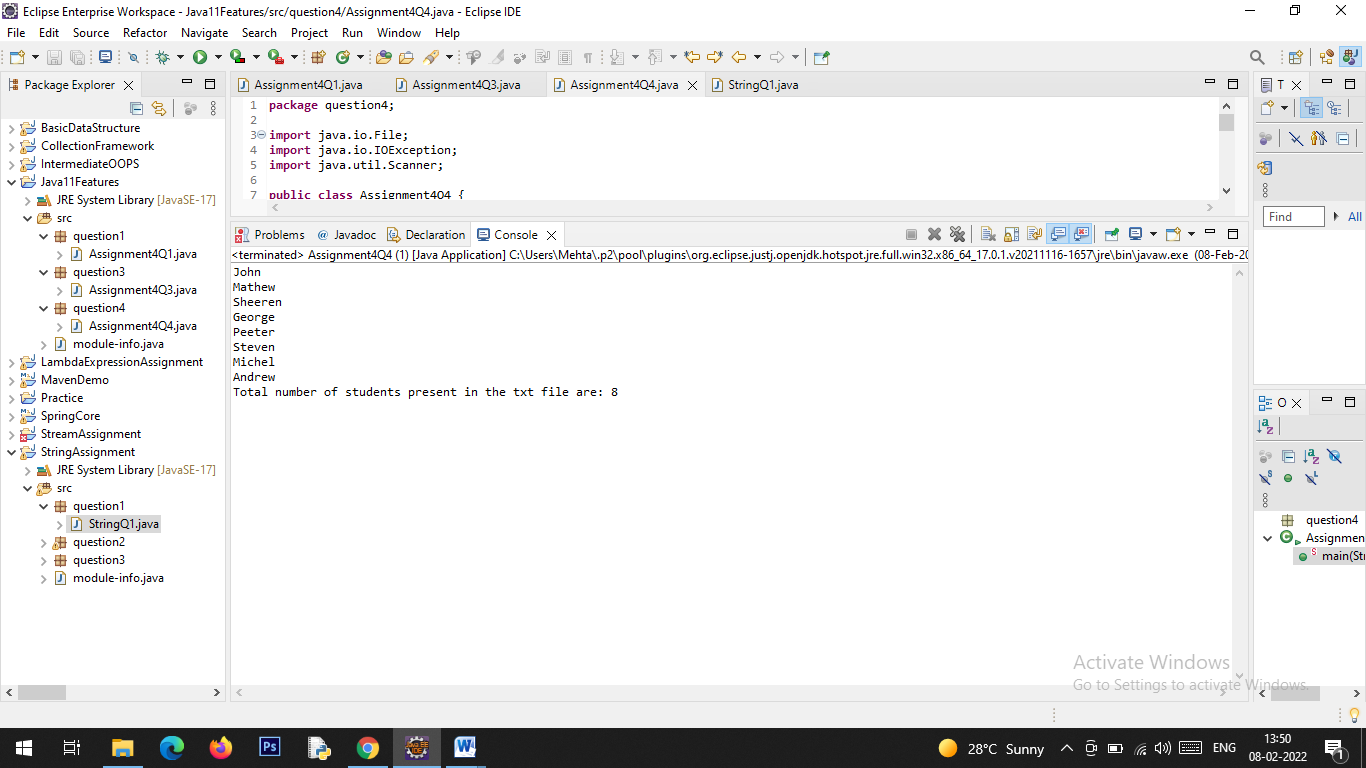 Eclipse Enterprise Workspace - Java11Features/src/question4/Assignment4Q4.java - Eclipse IDE
File Edit Source Refactor Navigate Search Project Run Window Help
Package Explorer
BasicDataStructure
CollectionFramework
IntermediateOOPS
Java11Features
JRE System Library [JavaSE-17]
src
question1
Assignment4Q1.java
question3
Assignment4Q3.java
question4
Assignment4Q4.java
module-info.java
LambdaExpressionAssignment
MavenDemo
Practice
SpringCore
StreamAssignment
StringAssignment
JRE System Library [JavaSE-17]
src
question1
StringQ1.java
question2
question3
module-info.java
Assignment4Q1.java Assignment4Q3.java Assignment4Q4.java StringQ1.java
1 package question4;
2
3 import java.io.File;
4 import java.io.IOException;
5 import java.util.Scanner;
6
7 public class Assignment4Q4 {
Problems @ Javadoc Declaration Console
<terminated> Assignment4Q4 (1) [Java Application] C:\Users\Mehta\.p2\pool\plugins\org.eclipse.justj.openjdk.hotspot.jre.full.win32.x86_64_17.0.1.v20211116-1657\jre\bin\javaw.exe (08-Feb-20
John
Mathew
Sheeren
George
Peeter
Steven
Michel
Andrew
Total number of students present in the txt file are: 8
T
Find All
O
question4
Assignmen
main(Str
Activate Windows
Go to Settings to activate Windows.
28°C Sunny
ENG
13:50
08-02-2022
1